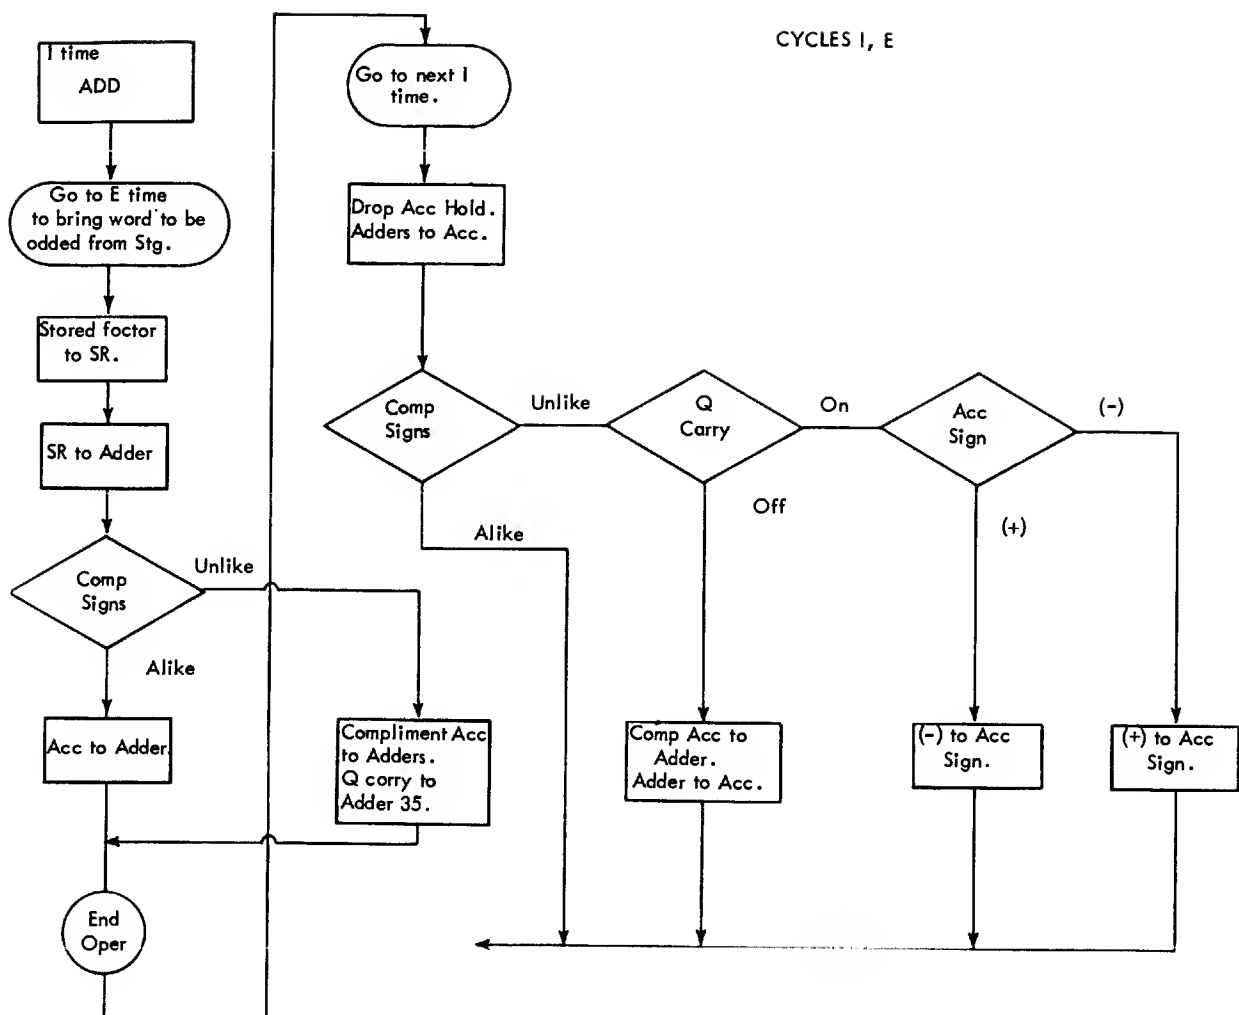 CYCLES I, E
I time
ADD
Go to E time
to bring word to be
odded from Stg.
Stored foctor
to SR.
SR to Adder
Comp
Signs
Unlike
Alike
Acc to Adder
Compliment Acc
to Adders.
Q corry to
Adder 35.
End
Oper
Go to next I
time.
Drop Acc Hold.
Adders to Acc.
Comp
Signs
Unlike
Alike
Q
Carry
On
Off
Acc
Sign
(-)
(+)
Comp Acc to
Adder.
Adder to Acc.
(-) to Acc
Sign.
(+) to Acc
Sign.